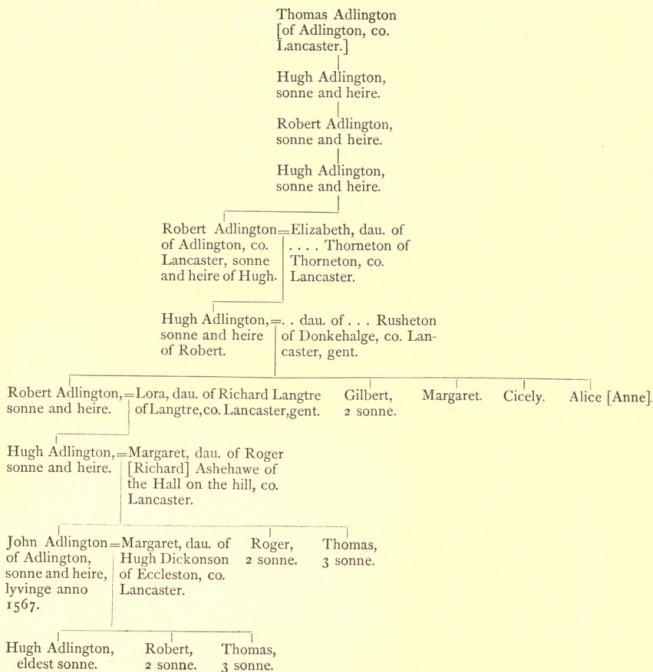 Thomas Adlington
[of Adlington, co.
Lancaster.]
Hugh Adlington,
sonne and heire.
Robert Adlington,
sonne and heire.
Hugh Adlington,
sonne and heire.
Robert Adlington=Elizabeth, dau. of
of Adlington, co. . . . . Thorneton of
Lancaster, sonne Thorneton, co.
and heire of Hugh. Lancaster.
Hugh Adlington,=. . dau. of . . . Rusheton
sonne and heire of Donkehalge, co. Lan-
of Robert. caster, gent.
Robert Adlington,=Lora, dau. of Richard Langtre Gilbert, Margaret. Cicely. Alice [Anne].
sonne and heire. of Langtre, co. Lancaster, gent. 2 sonne.
Hugh Adlington,=Margaret, dau. of Roger
sonne and heire. [Richard] Ashehawe of
the Hall on the hill, co.
Lancaster.
John Adlington=Margaret, dau. of Roger, Thomas,
of Adlington, Hugh Dickonson 2 sonne. 3 sonne.
sonne and heire, of Eccleston, co.
lyvinge anno Lancaster.
1567.
Hugh Adlington, Robert, Thomas,
eldest sonne. 2 sonne. 3 sonne.